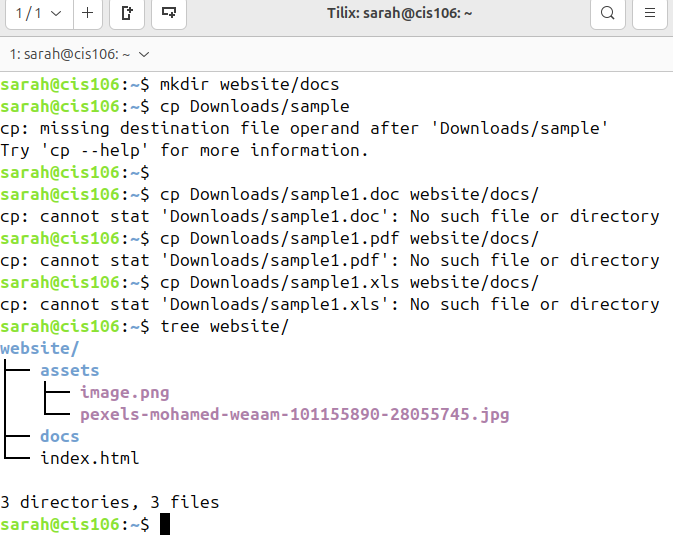 1 / 1
Tilix: sarah@cis106: ~
1: sarah@cis106: ~
sarah@cis106:~$ mkdir website/docs
sarah@cis106:~$ cp Downloads/sample
cp: missing destination file operand after 'Downloads/sample'
Try 'cp --help' for more information.
sarah@cis106:~$
sarah@cis106:~$ cp Downloads/sample1.doc website/docs/
cp: cannot stat 'Downloads/sample1.doc': No such file or directory
sarah@cis106:~$ cp Downloads/sample1.pdf website/docs/
cp: cannot stat 'Downloads/sample1.pdf': No such file or directory
sarah@cis106:~$ cp Downloads/sample1.xls website/docs/
cp: cannot stat 'Downloads/sample1.xls': No such file or directory
sarah@cis106:~$ tree website/
website/
├── assets
│   ├── image.png
│   └── pexels-mohamed-weaam-101155890-28055745.jpg
├── docs
└── index.html

3 directories, 3 files
sarah@cis106:~$